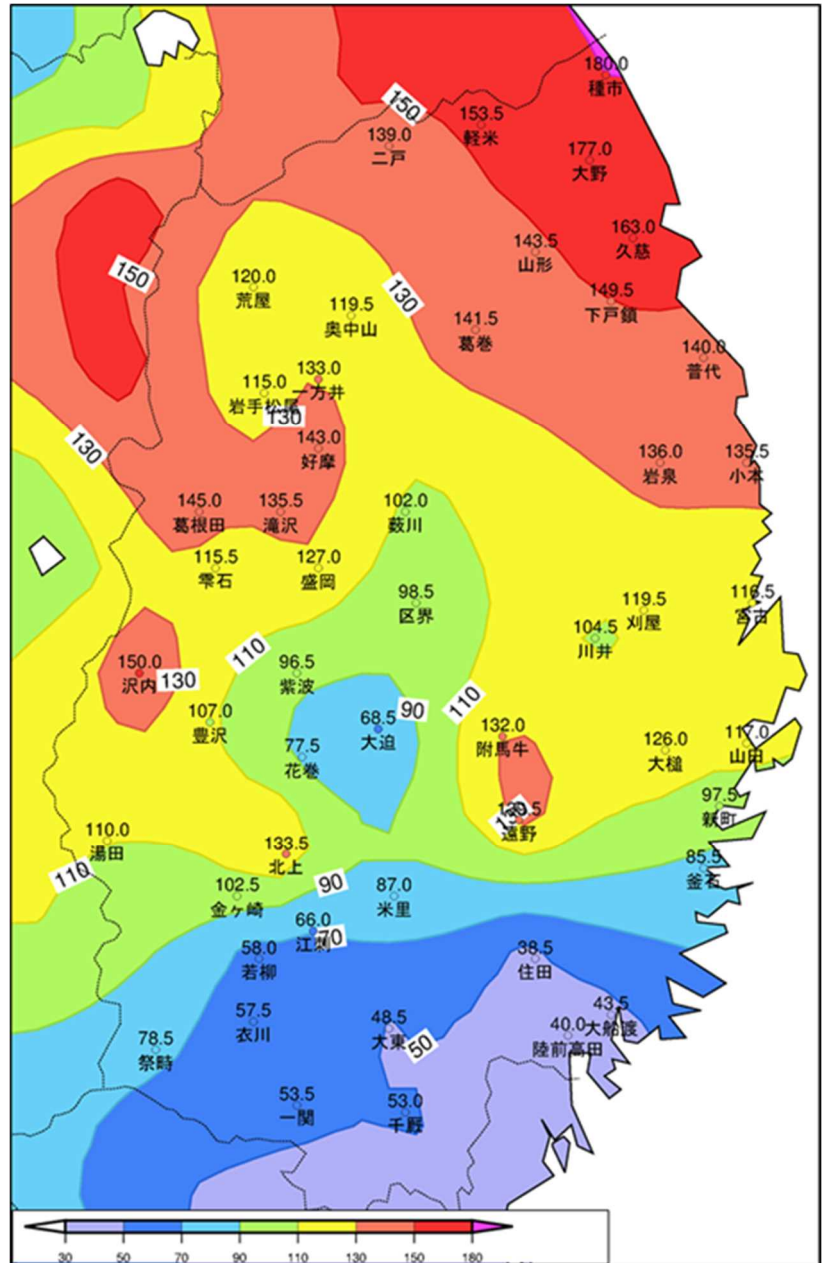 180.0
種市
150
153.5
軽米
139.0
二戸
177.0
大野
163.0
久慈
143.5
山形
150
120.0
荒屋
130
119.5
奥中山
149.5
下戸鎖
141.5
葛巻
140.0
普代
133.0
一方井
115.0
岩手松尾
130
130
143.0
好摩
136.0
岩泉
135.5
小本
145.0
葛根田
135.5
滝沢
102.0
薮川
115.5
雫石
127.0
盛岡
98.5
区界
119.5
刈屋
116.5
宮古
104.5
川井
110
96.5
紫波
150.0
沢内
130
110
90
107.0
豊沢
68.5
大迫
132.0
附馬牛
77.5
花巻
126.0
大槌
117.0
山田
97.5
新町
130
遠野
110.0
湯田
133.5
北上
85.5
釜石
110
90
102.5
金ヶ崎
87.0
米里
66.0
江刺
70
58.0
若柳
38.5
住田
57.5
衣川
48.5
大東
43.5
大船渡
40.0
陸前高田
50
78.5
祭畤
53.5
一関
53.0
千厩
30 50 70 90 110 130 150 180